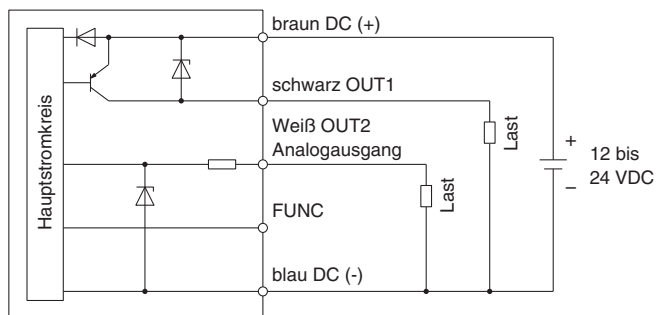 braun DC (+)
schwarz OUT1
Weiß OUT2
Analogausgang
FUNC
blau DC (-)
Hauptstromkreis
Last
Last
+
12 bis
24 VDC
−